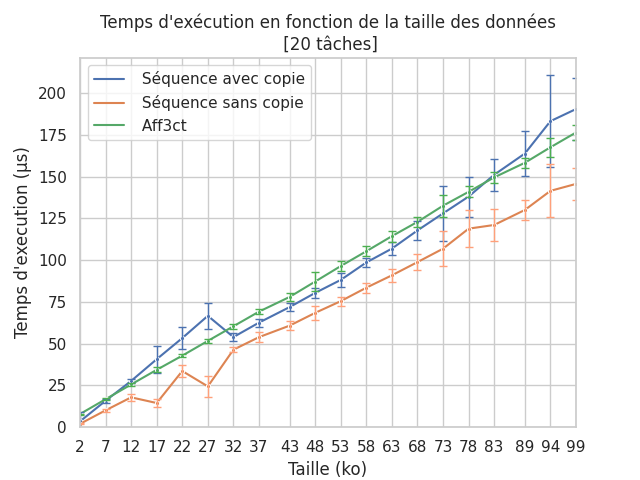 Temps d'exécution en fonction de la taille des données
[20 tâches]
Séquence avec copie
Séquence sans copie
Aff3ct
Temps d'execution (µs)
200
175
150
125
100
75
50
25
0
2 7 12 17 22 27 32 37 43 48 53 58 63 68 73 78 83 89 94 99
Taille (ko)